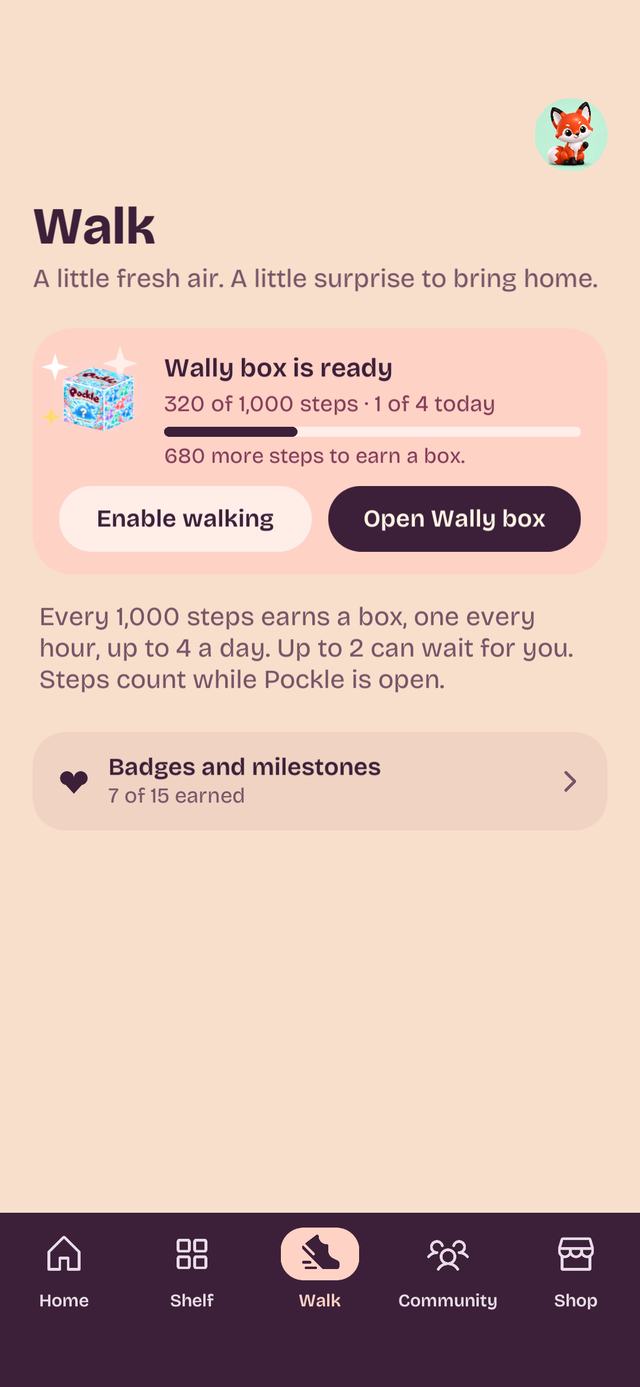 Walk
A little fresh air. A little surprise to bring home.
Pockle
Pockle
?
Wally box is ready
320 of 1,000 steps · 1 of 4 today
680 more steps to earn a box.
Enable walking
Open Wally box
Every 1,000 steps earns a box, one every
hour, up to 4 a day. Up to 2 can wait for you.
Steps count while Pockle is open.
Badges and milestones
7 of 15 earned
Home
Shelf
Walk
Community
Shop